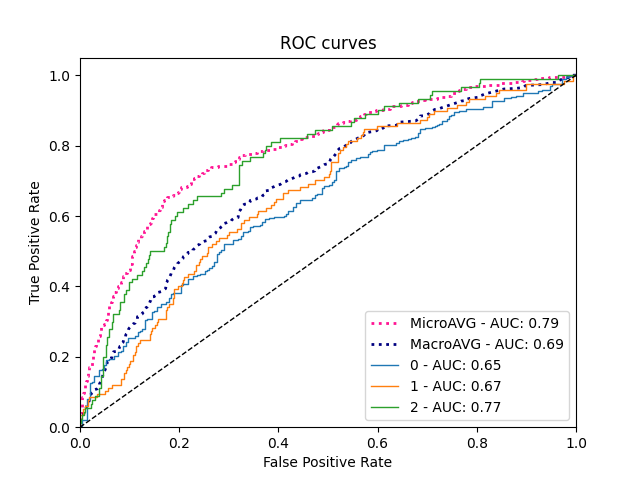 ROC curves
True Positive Rate
1.0
0.8
0.6
0.4
0.2
0.0
MicroAVG - AUC: 0.79
MacroAVG - AUC: 0.69
0 - AUC: 0.65
1 - AUC: 0.67
2 - AUC: 0.77
0.0 0.2 0.4 0.6 0.8 1.0
False Positive Rate